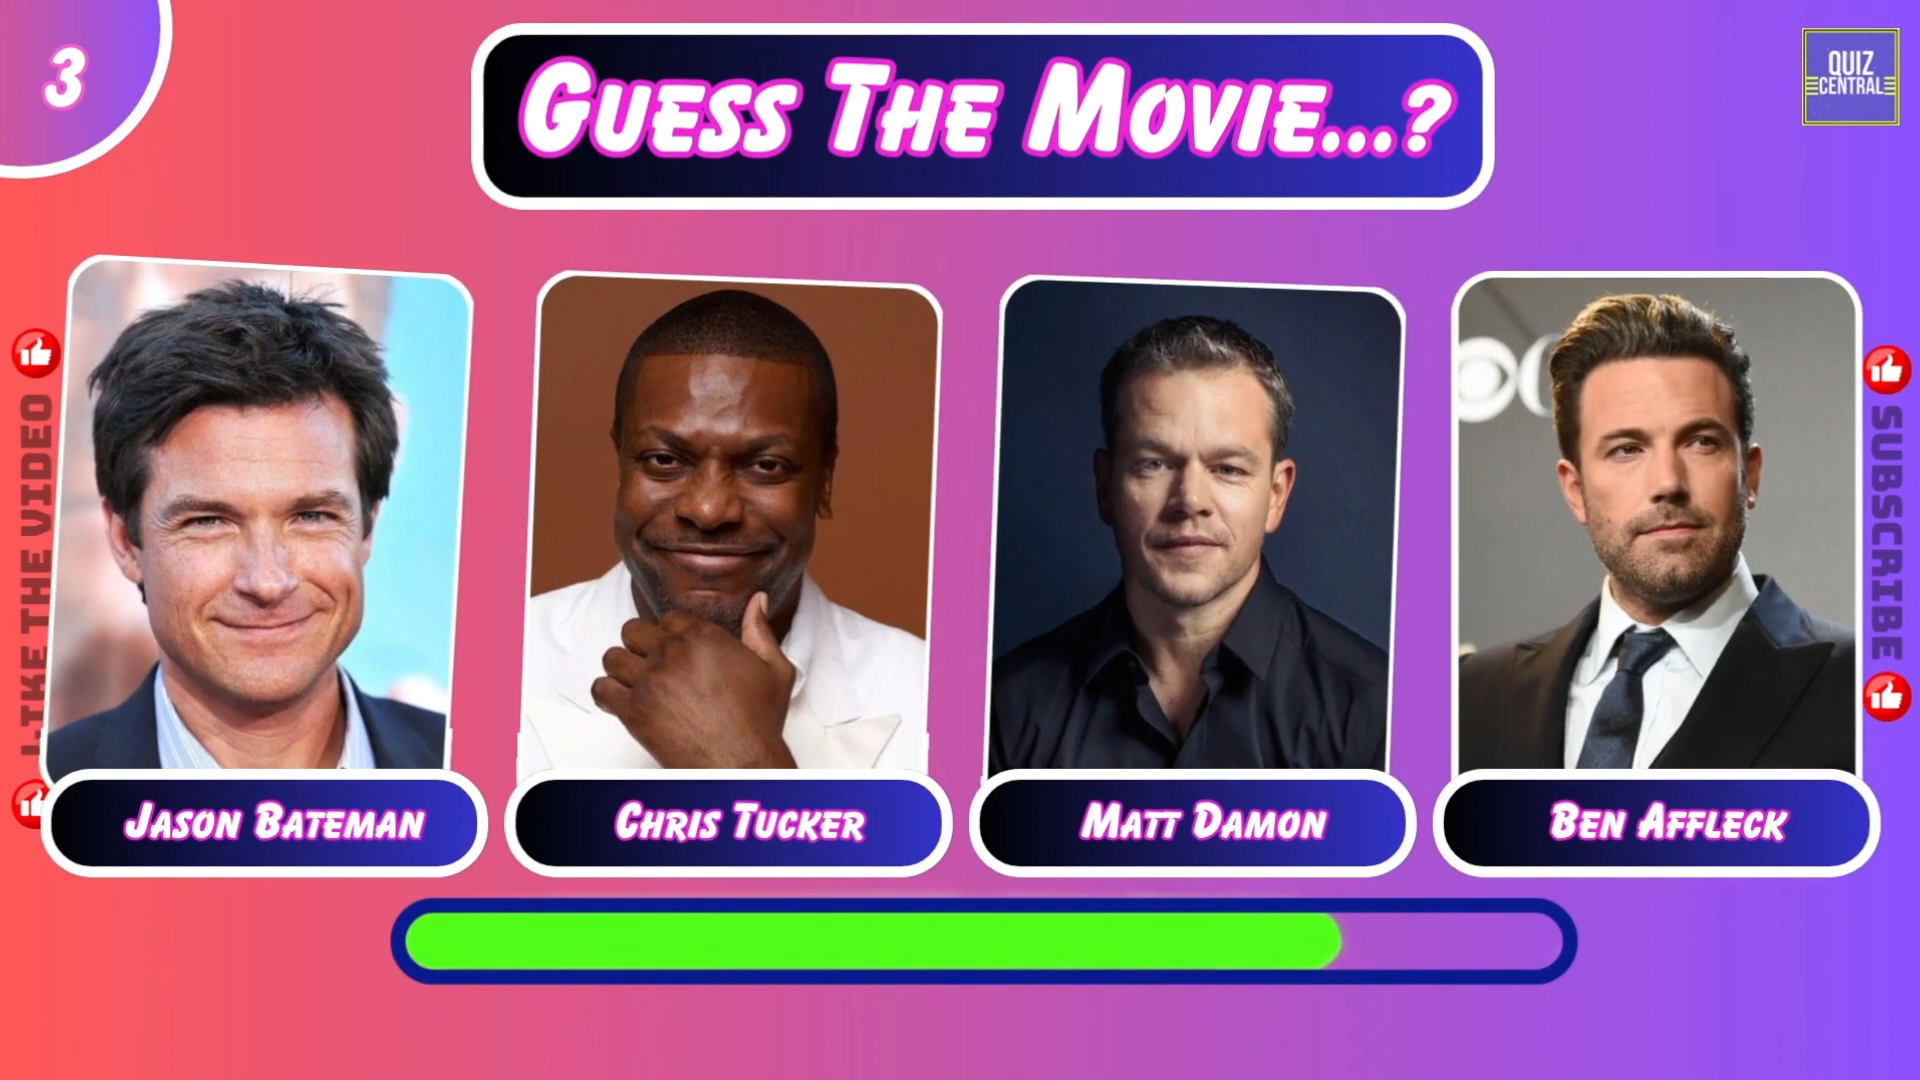 3
GUESS THE MOVIE...?
QUIZ
CENTRAL
LIKE THE VIDEO
SUBSCRIBE
JASON BATEMAN
CHRIS TUCKER
MATT DAMON
BEN AFFLECK